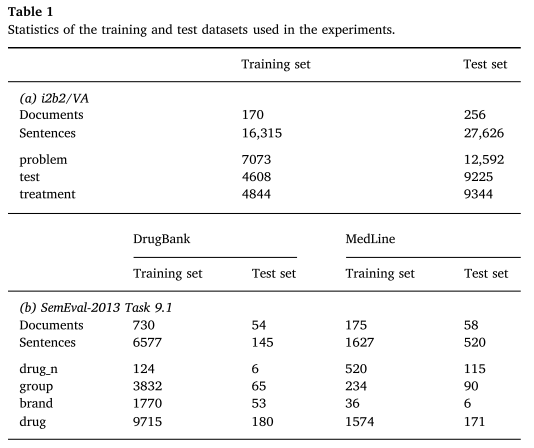 Table 1
Statistics of the training and test datasets used in the experiments.
Training set Test set
(a) i2b2/VA
Documents 170 256
Sentences 16,315 27,626
problem 7073 12,592
test 4608 9225
treatment 4844 9344
DrugBank MedLine
Training set Test set Training set Test set
(b) SemEval-2013 Task 9.1
Documents 730 54 175 58
Sentences 6577 145 1627 520
drug_n 124 6 520 115
group 3832 65 234 90
brand 1770 53 36 6
drug 9715 180 1574 171